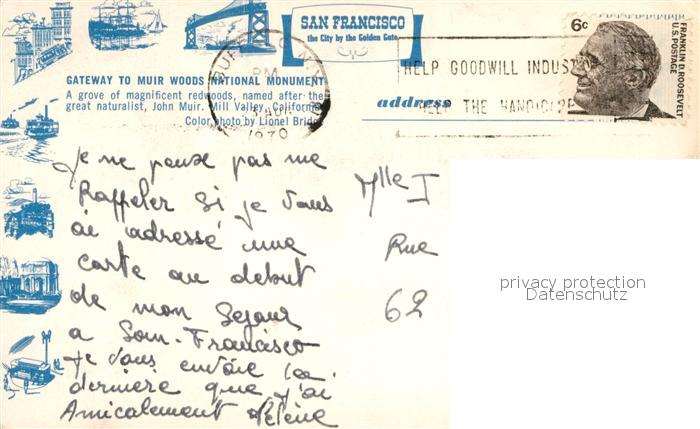 SAN FRANCISCO
the City by the Golden Gate
GATEWAY TO MUIR WOODS NATIONAL MONUMENT
A grove of magnificent redwoods, named after the
great naturalist, John Muir. Mill Valley, California
Color photo by Lionel Bridge
PM
1970
HELP GOODWILL INDUS
HELP THE HANDICAP
6c
FRANKLIN D. ROOSEVELT
U.S. POSTAGE
address
Je ne peux pas me
Rappeler si je vous
ai adressé une
carte au debut
de mon sejour
a San-Francisco
Je vous envoie la
dernière que j'ai
Amicalement Hélène
Mlle I
Rue
62
privacy protection
Datenschutz